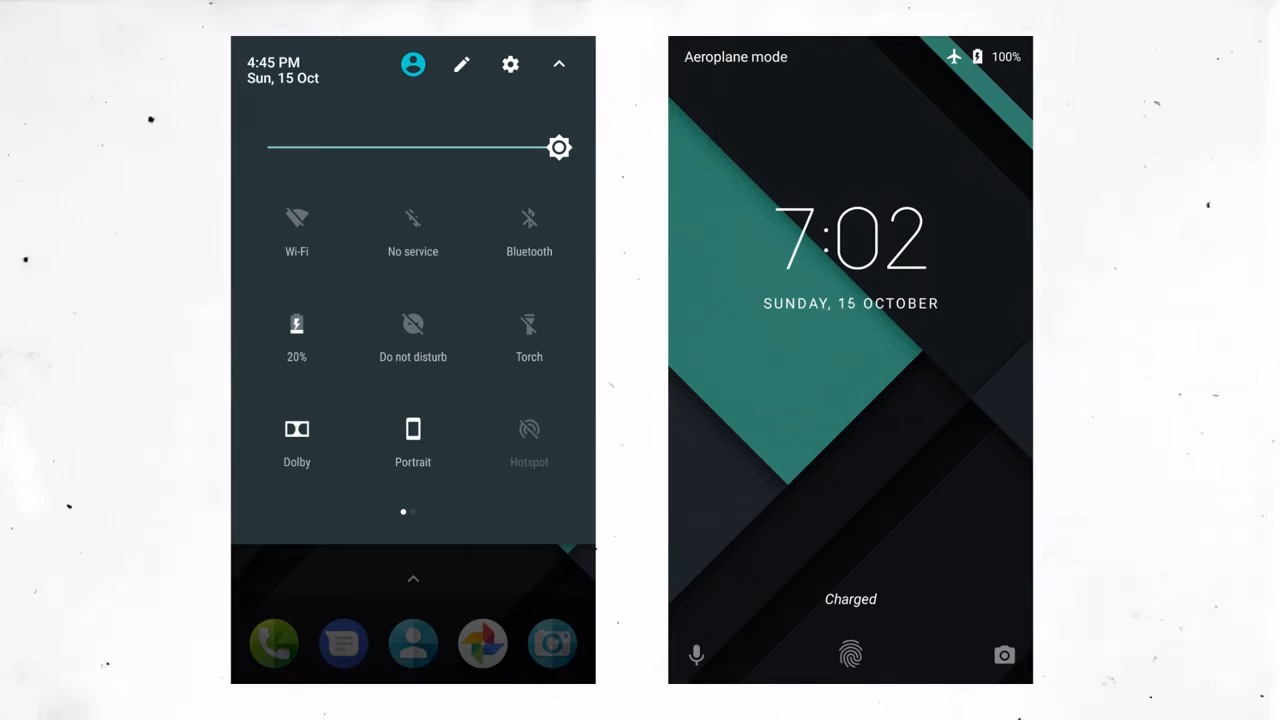 4:45 PM
Sun, 15 Oct
Wi-Fi
No service
Bluetooth
20%
Do not disturb
Torch
Dolby
Portrait
Hotspot
Aeroplane mode
100%
7:02
SUNDAY, 15 OCTOBER
Charged